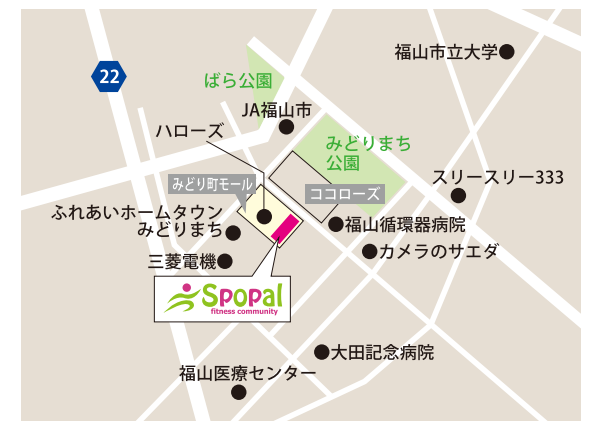 福山市立大学
22
ばら公園
JA福山市
ハローズ
みどりまち
公園
みどり町モール
スリースリー333
ココローズ
ふれあいホームタウン
みどりまち
福山循環器病院
カメラのサエダ
三菱電機
Spopal
fitness community
大田記念病院
福山医療センター